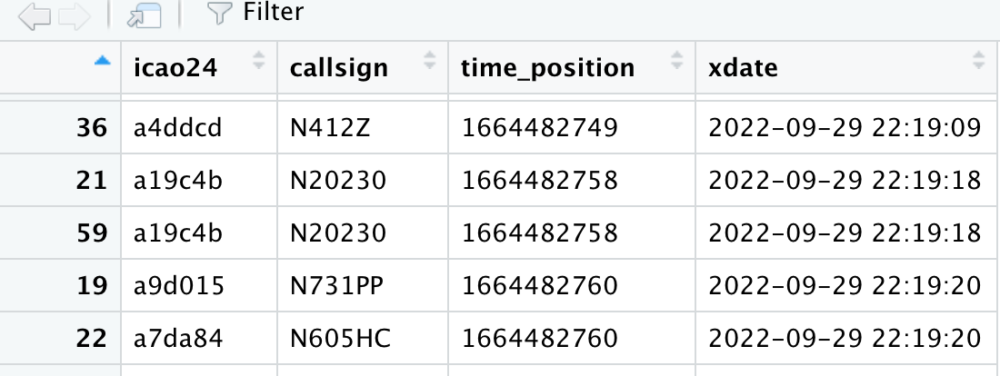 Filter
icao24 callsign time_position xdate
36 a4ddcd N412Z 1664482749 2022-09-29 22:19:09
21 a19c4b N20230 1664482758 2022-09-29 22:19:18
59 a19c4b N20230 1664482758 2022-09-29 22:19:18
19 a9d015 N731PP 1664482760 2022-09-29 22:19:20
22 a7da84 N605HC 1664482760 2022-09-29 22:19:20